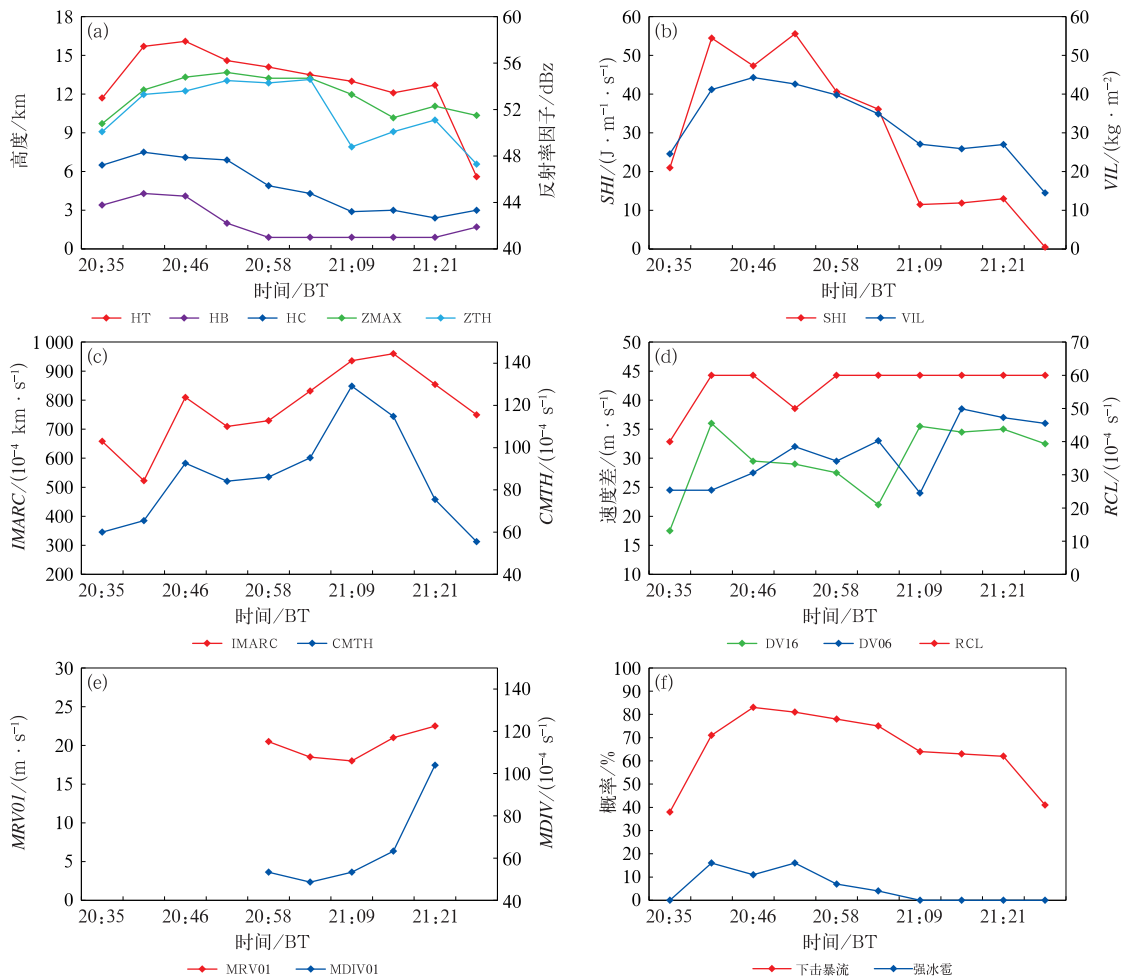 (a)
18
15
12
9
6
3
0
高度/km
60
56
52
48
44
40
反射率因子/dBz
20:35 20:46 20:58 21:09 21:21
时间/BT
HT HB HC ZMAX ZTH
(b)
60
50
40
30
20
10
0
SHI/(J · m⁻¹ · s⁻¹)
60
50
40
30
20
10
0
VIL/(kg · m⁻²)
20:35 20:46 20:58 21:09 21:21
时间/BT
SHI VIL
(c)
1 000
900
800
700
600
500
400
300
200
IMARC/(10⁻⁴ km · s⁻¹)
140
120
100
80
60
40
CMTH/(10⁻⁴ s⁻¹)
20:35 20:46 20:58 21:09 21:21
时间/BT
IMARC CMTH
(d)
50
45
40
35
30
25
20
15
10
速度差/(m · s⁻¹)
70
60
50
40
30
20
10
0
RCL/(10⁻⁴ s⁻¹)
20:35 20:46 20:58 21:09 21:21
时间/BT
DV16 DV06 RCL
(e)
30
25
20
15
10
5
0
MRV01/(m · s⁻¹)
140
120
100
80
60
40
MDIV/(10⁻⁴ s⁻¹)
20:35 20:46 20:58 21:09 21:21
时间/BT
MRV01 MDIV01
(f)
100
90
80
70
60
50
40
30
20
10
0
概率/%
20:35 20:46 20:58 21:09 21:21
时间/BT
下击暴流 强冰雹